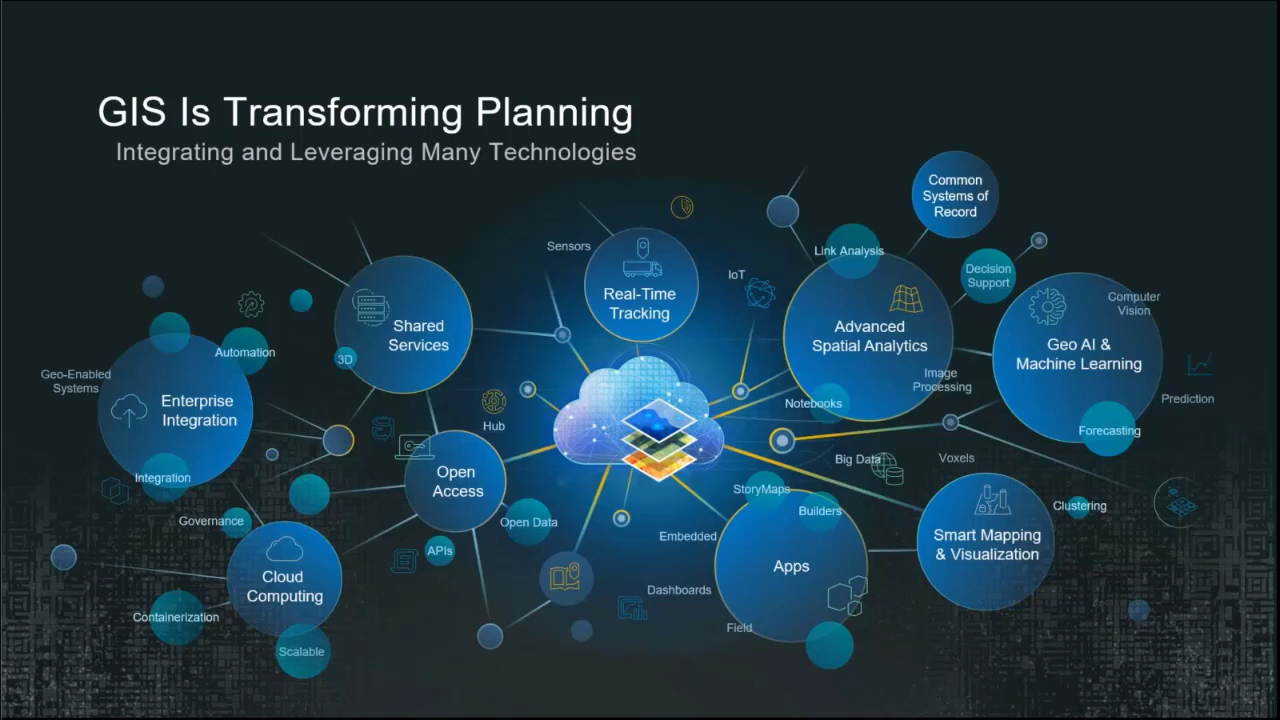 GIS Is Transforming Planning
Integrating and Leveraging Many Technologies
Common
Systems of
Record
Sensors
Link Analysis
IoT
Decision
Support
Real-Time
Tracking
Computer
Vision
Shared
Services
Advanced
Spatial Analytics
Geo AI &
Machine Learning
Automation
3D
Geo-Enabled
Systems
Image
Processing
Prediction
Enterprise
Integration
Notebooks
Hub
Forecasting
Big Data
Voxels
Open
Access
Integration
StoryMaps
Builders
Clustering
Governance
Open Data
Embedded
Smart Mapping
& Visualization
APIs
Apps
Cloud
Computing
Dashboards
Containerization
Field
Scalable